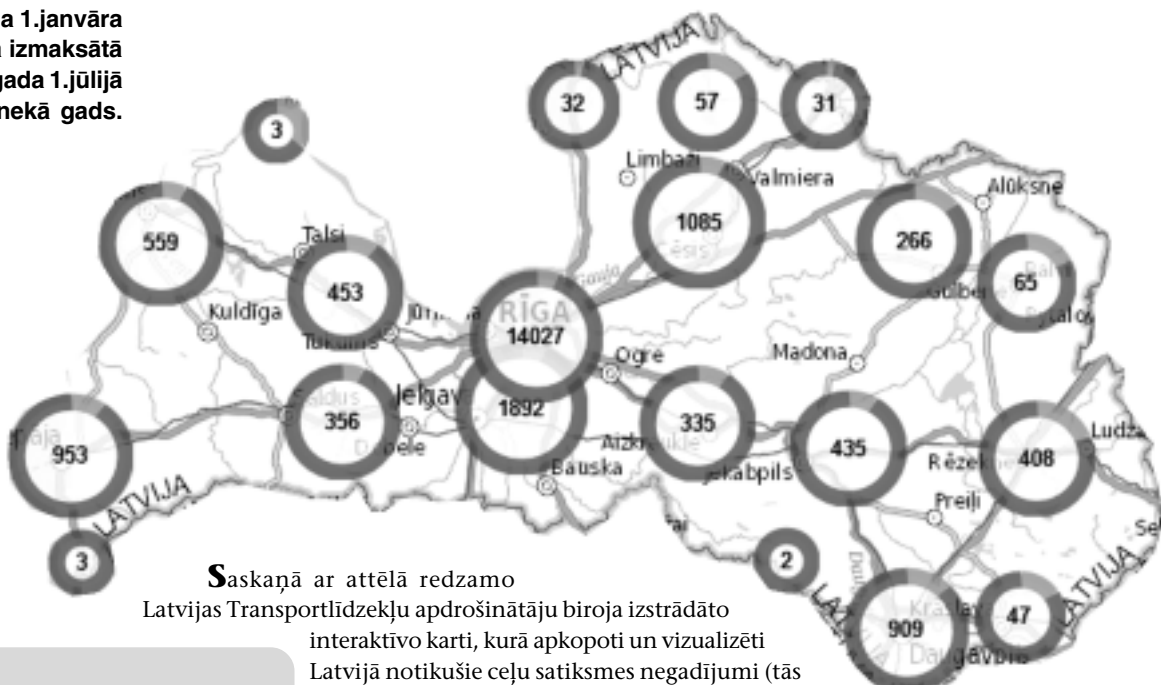 a 1.janvāra
izmaksātā
gada 1.jūlijā
nekā gads.
LATVIJA
32
57
31
3
Limbaži
Valmiera
Alūksne
559
1085
266
Talsi
Cēsis
65
453
Gauja
Gulbene
Kuldīga
RĪGA
14027
Tukums
Ogre
Madona
Jelgava
1892
356
335
Ludza
953
435
Rēzekne
408
Bauska
Jēkabpils
Preiļi
LATVIJA
3
2
909
47
LATVIJA
Saskaņā ar attēlā redzamo
Latvijas Transportlīdzekļu apdrošinātāju biroja izstrādāto
interaktīvo karti, kurā apkopoti un vizualizēti
Latvijā notikušie ceļu satiksmes negadījumi (tās